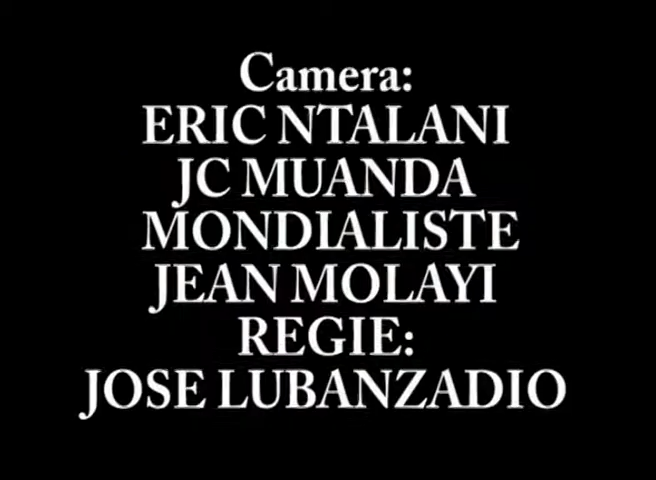 Camera:
ERIC NTALANI
JC MUANDA
MONDIALISTE
JEAN MOLAYI
REGIE:
JOSE LUBANZADIO